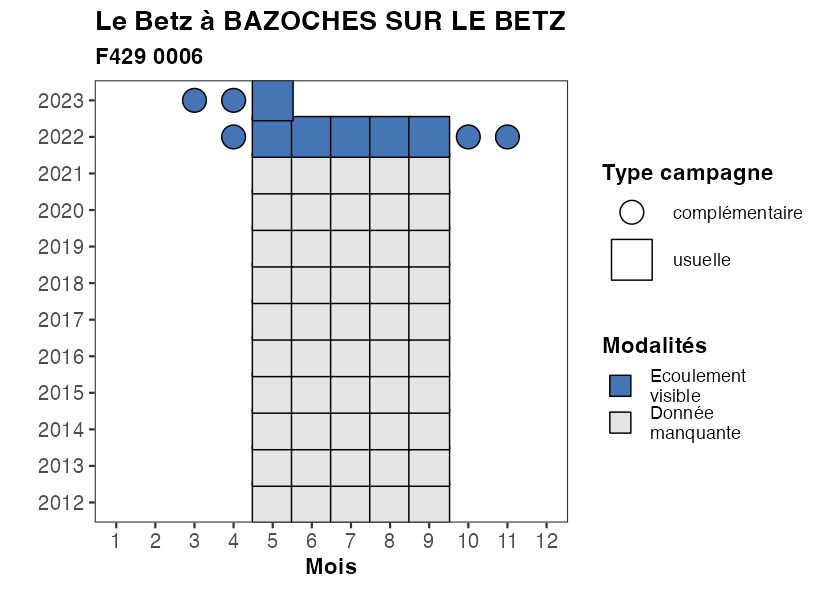 Le Betz à BAZOCHES SUR LE BETZ
F429 0006
2023
2022
2021
2020
2019
2018
2017
2016
2015
2014
2013
2012
1 2 3 4 5 6 7 8 9 10 11 12
Mois
Type campagne
complémentaire
usuelle
Modalités
Ecoulement
visible
Donnée
manquante